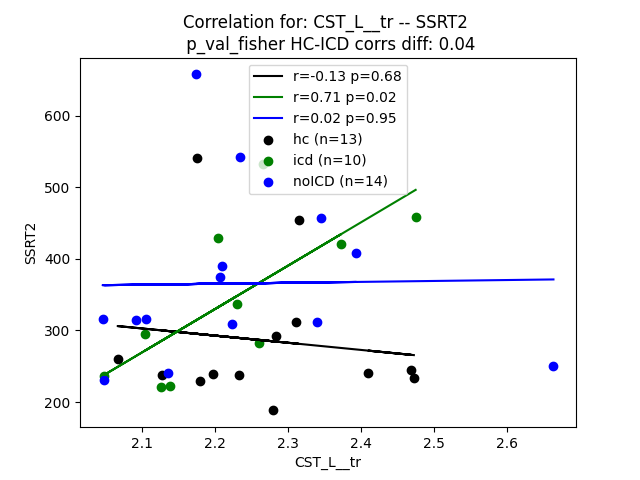 Correlation for: CST_L__tr -- SSRT2
p_val_fisher HC-ICD corrs diff: 0.04
r=-0.13 p=0.68
r=0.71 p=0.02
r=0.02 p=0.95
hc (n=13)
icd (n=10)
noICD (n=14)
SSRT2
600
500
400
300
200
2.1 2.2 2.3 2.4 2.5 2.6
CST_L__tr